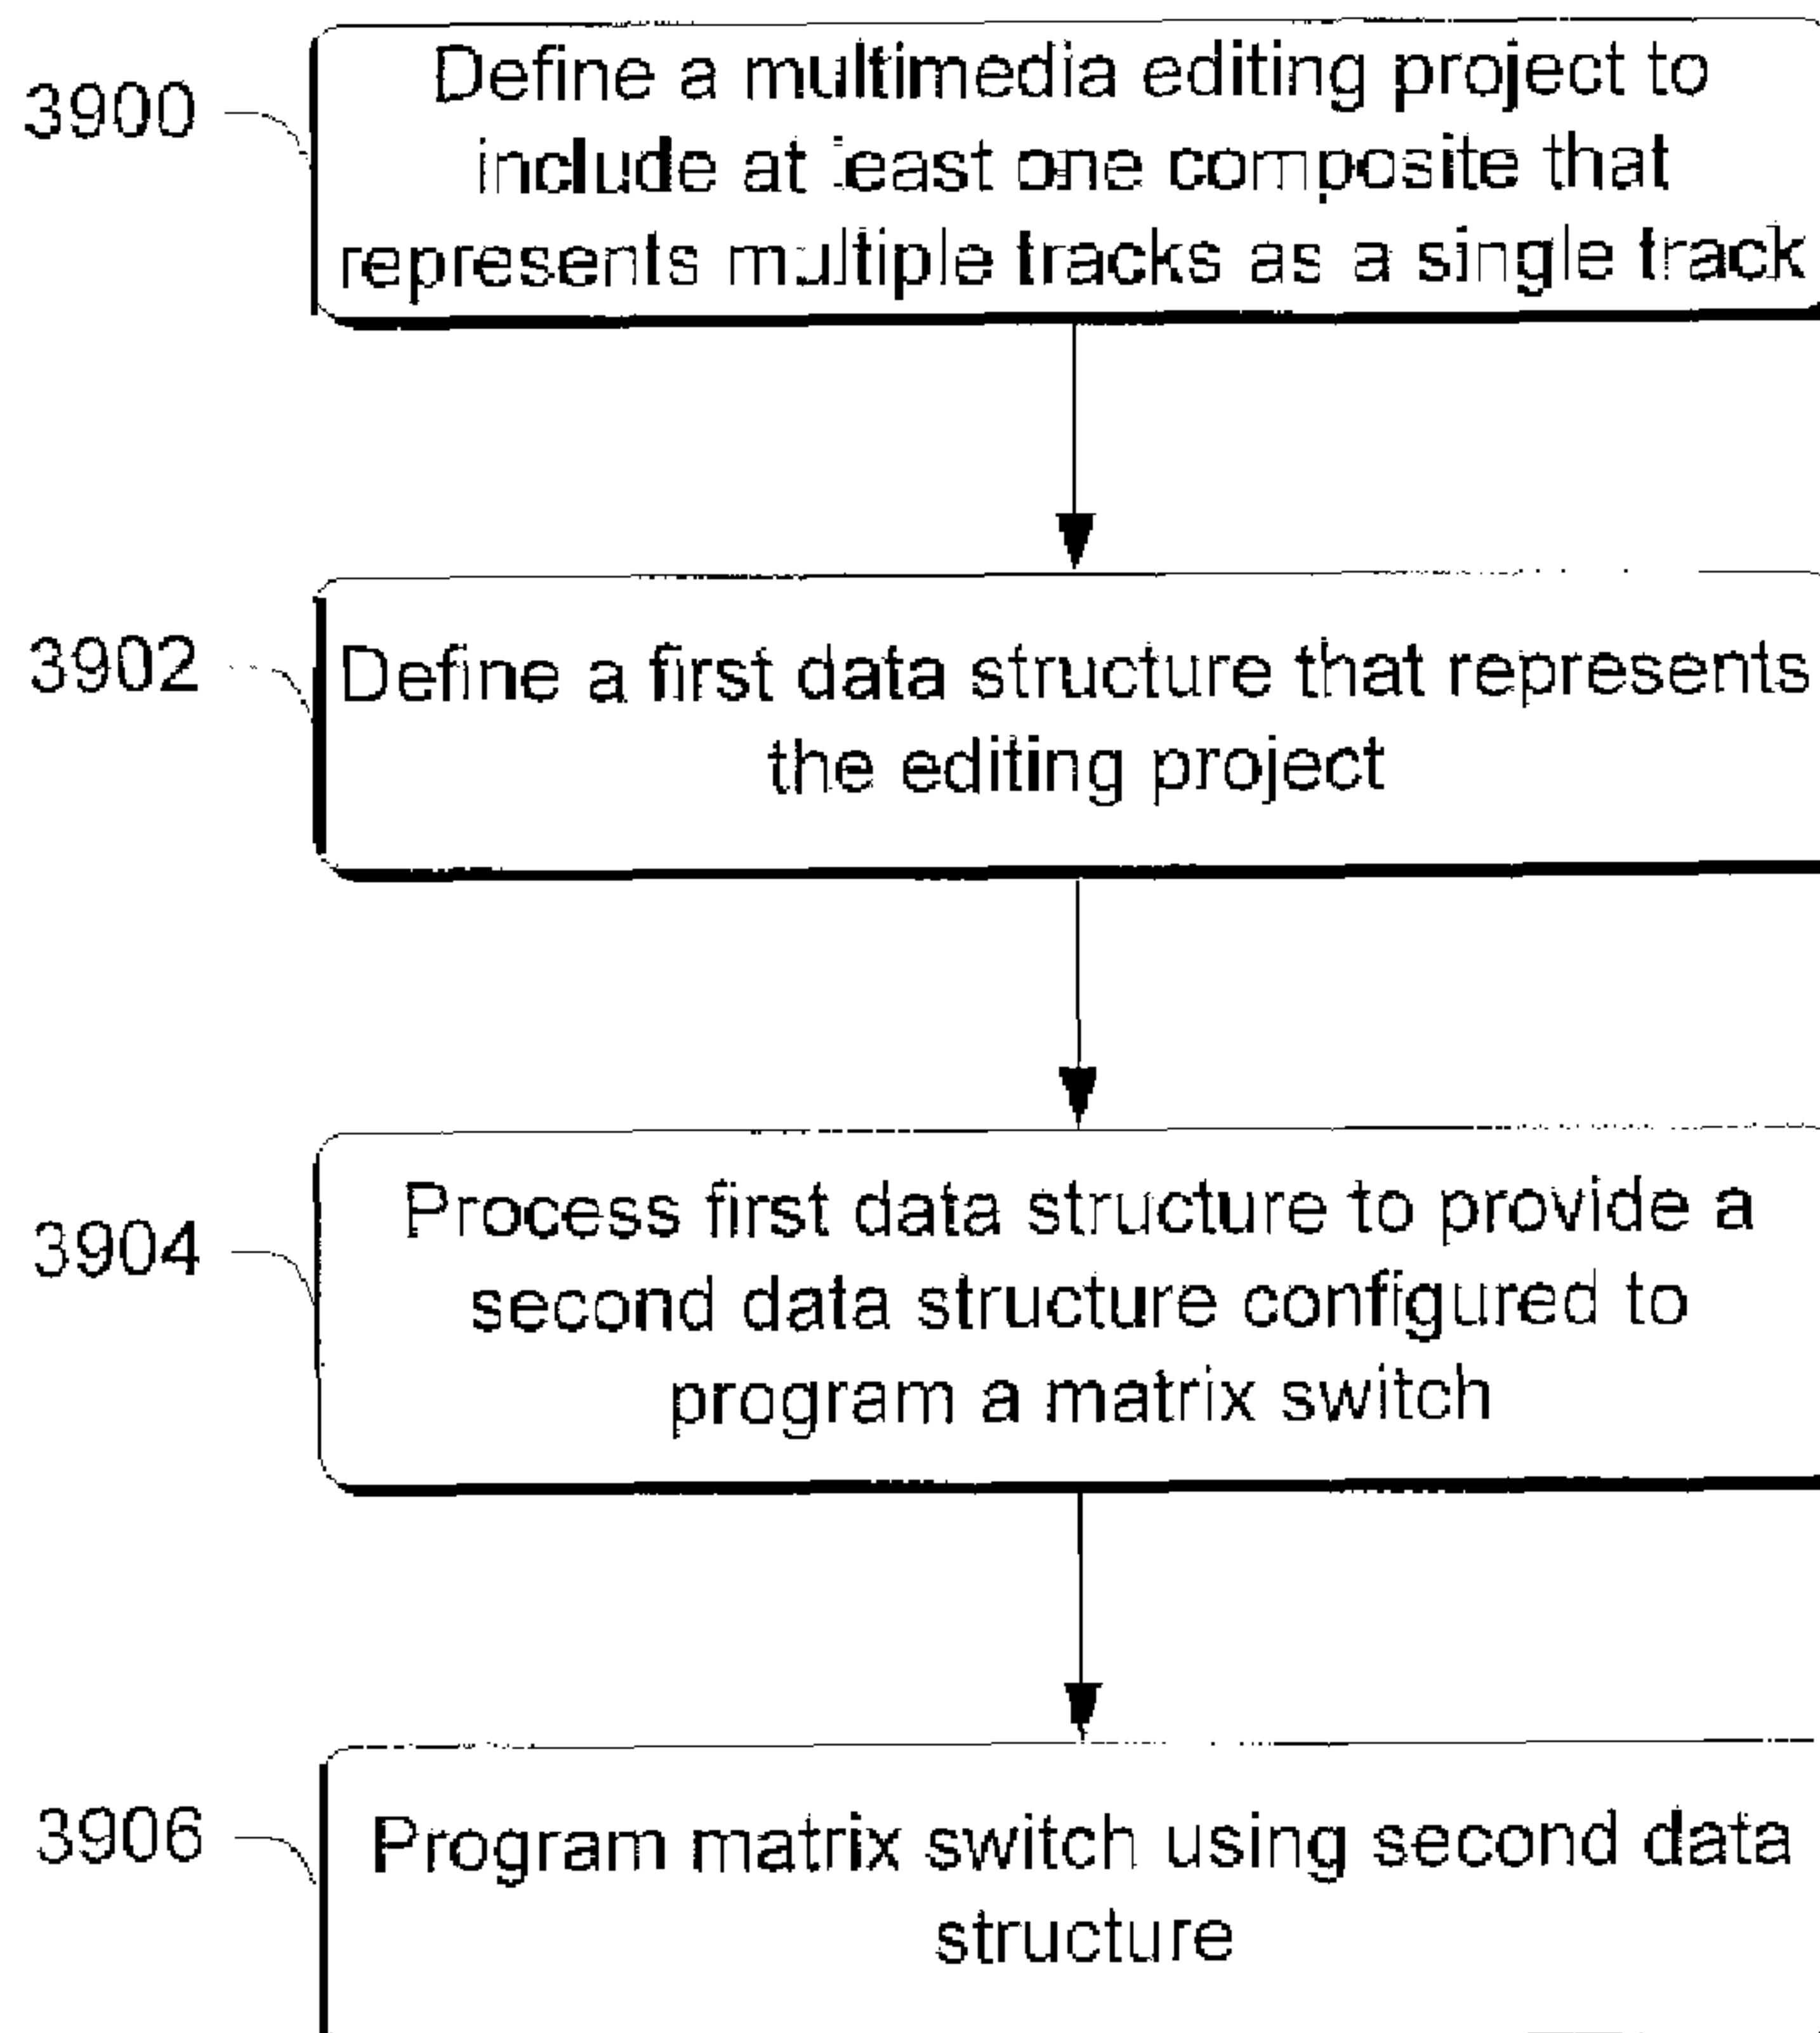 3900
Define a multimedia editing project to
include at least one composite that
represents multiple tracks as a single track
3902
Define a first data structure that represents
the editing project
3904
Process first data structure to provide a
second data structure configured to
program a matrix switch
3906
Program matrix switch using second data
structure